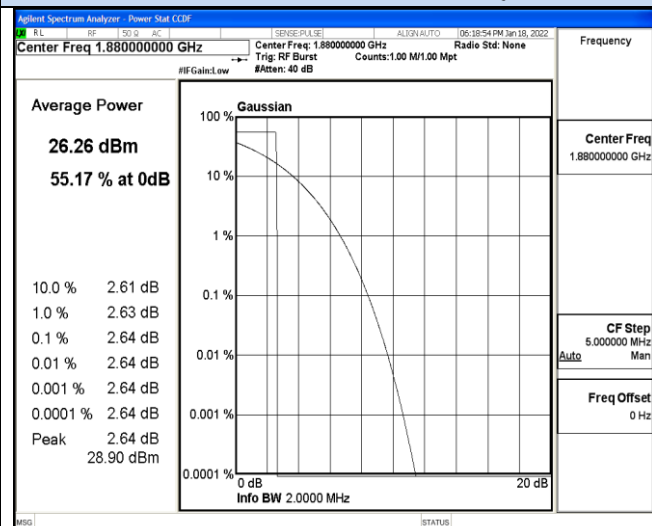 Agilent Spectrum Analyzer - Power Stat CCDF
RL RF 50 Ω AC SENSE:PULSE ALIGN AUTO 06:18:54 PM Jan 18, 2022
Center Freq 1.880000000 GHz
Center Freq: 1.880000000 GHz Radio Std: None
Trig: RF Burst Counts:1.00 M/1.00 Mpt
#IFGain:Low #Atten: 40 dB
Frequency
Average Power
26.26 dBm
55.17 % at 0dB
10.0 % 2.61 dB
1.0 % 2.63 dB
0.1 % 2.64 dB
0.01 % 2.64 dB
0.001 % 2.64 dB
0.0001 % 2.64 dB
Peak 2.64 dB
28.90 dBm
Gaussian
100 %
10 %
1 %
0.1 %
0.01 %
0.001 %
0.0001 %
0 dB 20 dB
Info BW 2.0000 MHz
Center Freq
1.880000000 GHz
CF Step
5.000000 MHz
Auto Man
Freq Offset
0 Hz
MSG STATUS